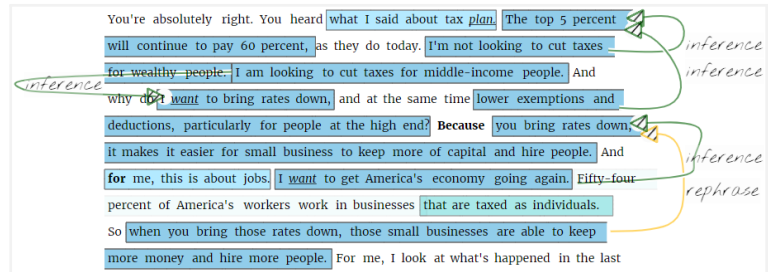 You're absolutely right. You heard what I said about tax plan. The top 5 percent
will continue to pay 60 percent, as they do today. I'm not looking to cut taxes
inference
for wealthy people. I am looking to cut taxes for middle-income people. And
inference
inference
why do I want to bring rates down, and at the same time lower exemptions and
deductions, particularly for people at the high end? Because you bring rates down,
it makes it easier for small business to keep more of capital and hire people. And
inference
for me, this is about jobs. I want to get America's economy going again. Fifty-four
rephrase
percent of America's workers work in businesses that are taxed as individuals.
So when you bring those rates down, those small businesses are able to keep
more money and hire more people. For me, I look at what's happened in the last